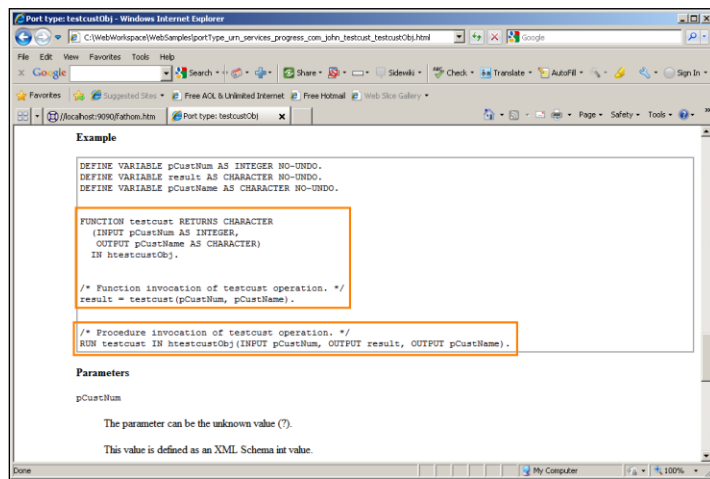 Port type: testcustObj - Windows Internet Explorer
C:\WebWorkspace\WebSamples\portType_urn_services_progress_com_john_testcust_testcustObj.html
Google
File Edit View Favorites Tools Help
x Google Search Share Sidewiki Check Translate AutoFill Sign In
Favorites Suggested Sites Free AOL & Unlimited Internet Free Hotmail Web Slice Gallery
//localhost:9090/Fathom.htm Port type: testcustObj x Page Safety Tools
Example
DEFINE VARIABLE pCustNum AS INTEGER NO-UNDO.
DEFINE VARIABLE result AS CHARACTER NO-UNDO.
DEFINE VARIABLE pCustName AS CHARACTER NO-UNDO.
FUNCTION testcust RETURNS CHARACTER
(INPUT pCustNum AS INTEGER,
OUTPUT pCustName AS CHARACTER)
IN htestcustObj.
/* Function invocation of testcust operation. */
result = testcust(pCustNum, pCustName).
/* Procedure invocation of testcust operation. */
RUN testcust IN htestcustObj(INPUT pCustNum, OUTPUT result, OUTPUT pCustName).
Parameters
pCustNum
The parameter can be the unknown value (?).
This value is defined as an XML Schema int value.
Done My Computer 100%